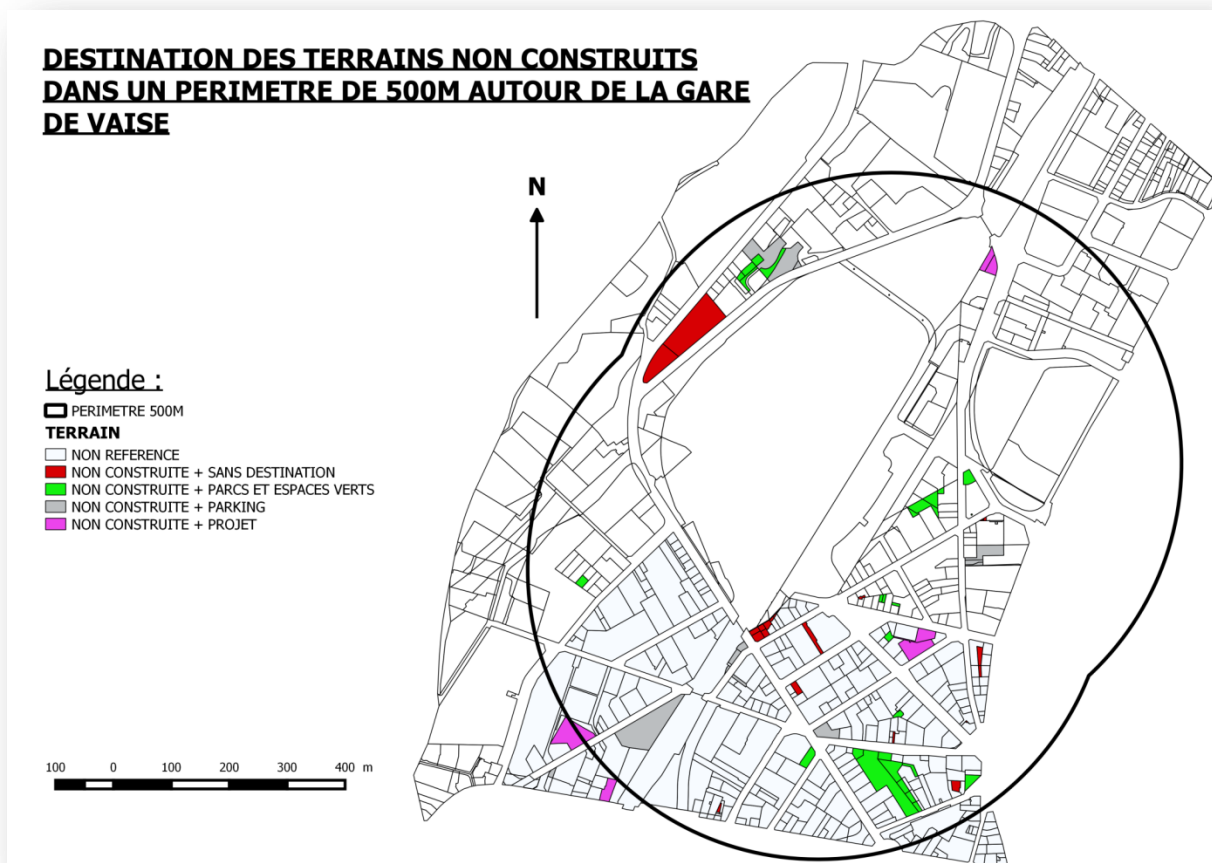 DESTINATION DES TERRAINS NON CONSTRUITS
DANS UN PERIMETRE DE 500M AUTOUR DE LA GARE
DE VAISE
N
Légende :
PERIMETRE 500M
TERRAIN
NON REFERENCE
NON CONSTRUITE + SANS DESTINATION
NON CONSTRUITE + PARCS ET ESPACES VERTS
NON CONSTRUITE + PARKING
NON CONSTRUITE + PROJET
100 0 100 200 300 400 m